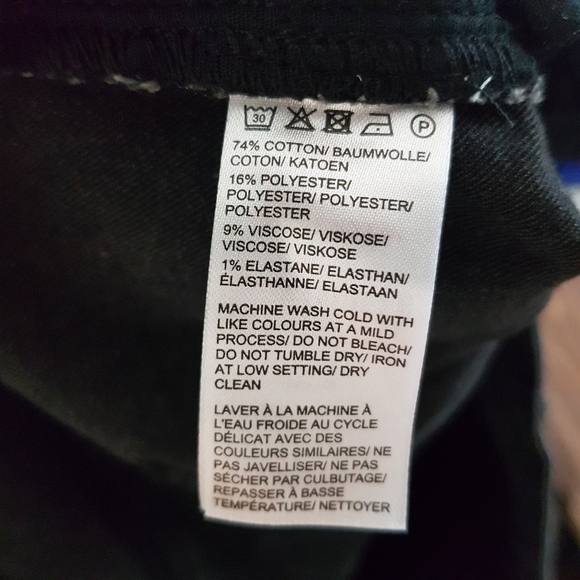 30 P
74% COTTON/ BAUMWOLLE/
COTON/ KATOEN
16% POLYESTER/
POLYESTER/ POLYESTER/
POLYESTER
9% VISCOSE/ VISKOSE/
VISCOSE/ VISKOSE
1% ELASTANE/ ELASTHAN/
ÉLASTHANNE/ ELASTAAN
MACHINE WASH COLD WITH
LIKE COLOURS AT A MILD
PROCESS/ DO NOT BLEACH/
DO NOT TUMBLE DRY/ IRON
AT LOW SETTING/ DRY
CLEAN
LAVER À LA MACHINE À
L'EAU FROIDE AU CYCLE
DÉLICAT AVEC DES
COULEURS SIMILAIRES/ NE
PAS JAVELLISER/ NE PAS
SÉCHER PAR CULBUTAGE/
REPASSER À BASSE
TEMPÉRATURE/ NETTOYER